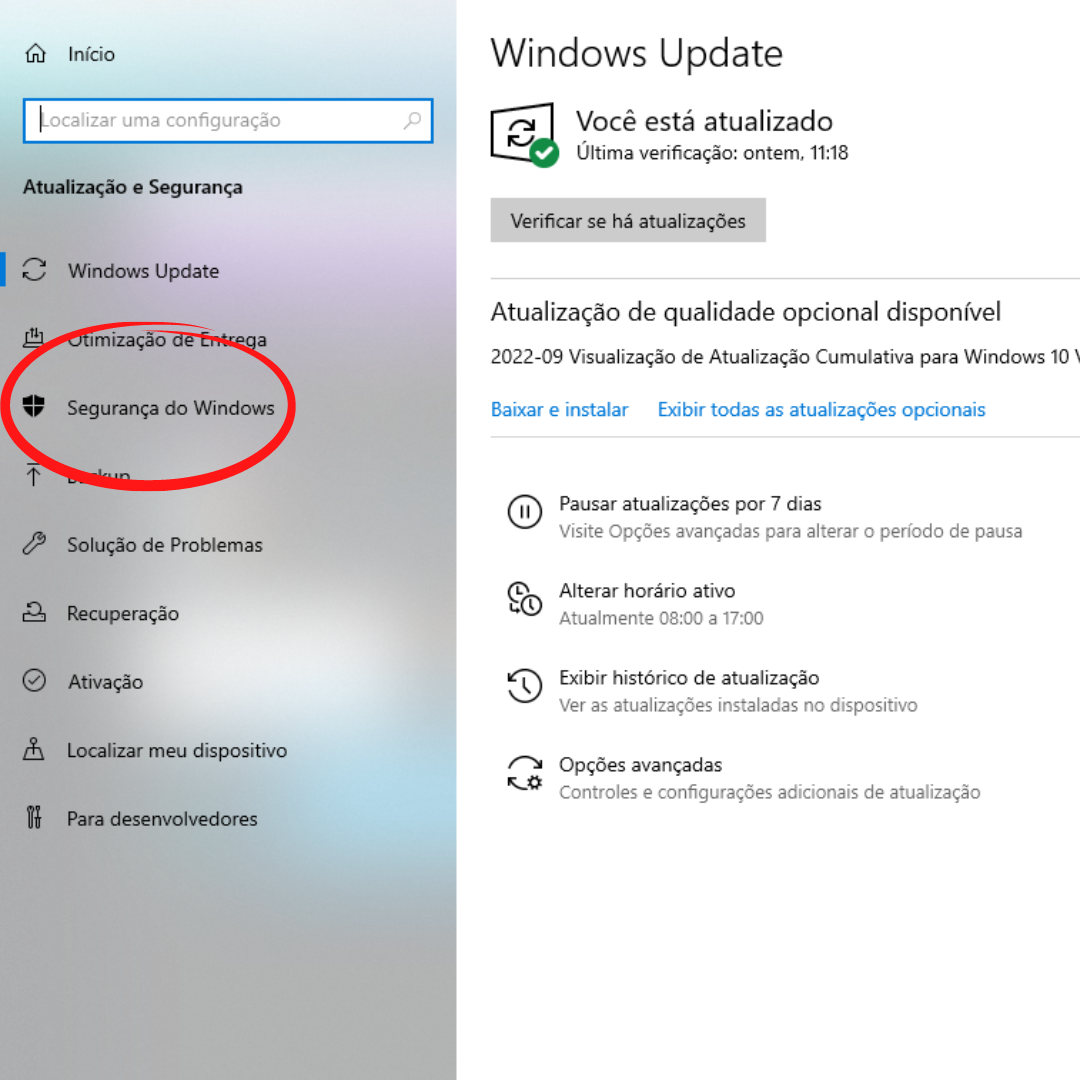 Início
Localizar uma configuração
Atualização e Segurança
Windows Update
Otimização de Entrega
Segurança do Windows
Backup
Solução de Problemas
Recuperação
Ativação
Localizar meu dispositivo
Para desenvolvedores
Windows Update
Você está atualizado
Última verificação: ontem, 11:18
Verificar se há atualizações
Atualização de qualidade opcional disponível
2022-09 Visualização de Atualização Cumulativa para Windows 10
Baixar e instalar Exibir todas as atualizações opcionais
Pausar atualizações por 7 dias
Visite Opções avançadas para alterar o período de pausa
Alterar horário ativo
Atualmente 08:00 a 17:00
Exibir histórico de atualização
Ver as atualizações instaladas no dispositivo
Opções avançadas
Controles e configurações adicionais de atualização